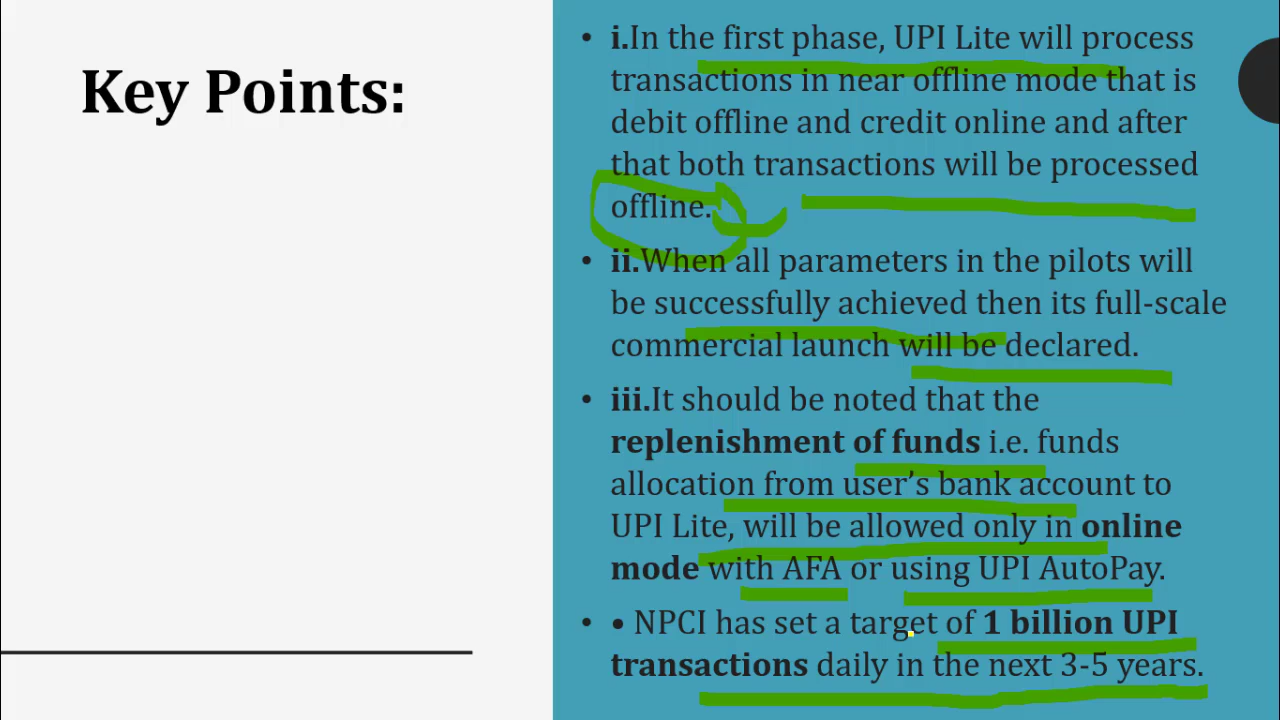 Key Points:
• i.In the first phase, UPI Lite will process
transactions in near offline mode that is
debit offline and credit online and after
that both transactions will be processed
offline.
• ii.When all parameters in the pilots will
be successfully achieved then its full-scale
commercial launch will be declared.
• iii.It should be noted that the
replenishment of funds i.e. funds
allocation from user’s bank account to
UPI Lite, will be allowed only in online
mode with AFA or using UPI AutoPay.
• • NPCI has set a target of 1 billion UPI
transactions daily in the next 3-5 years.